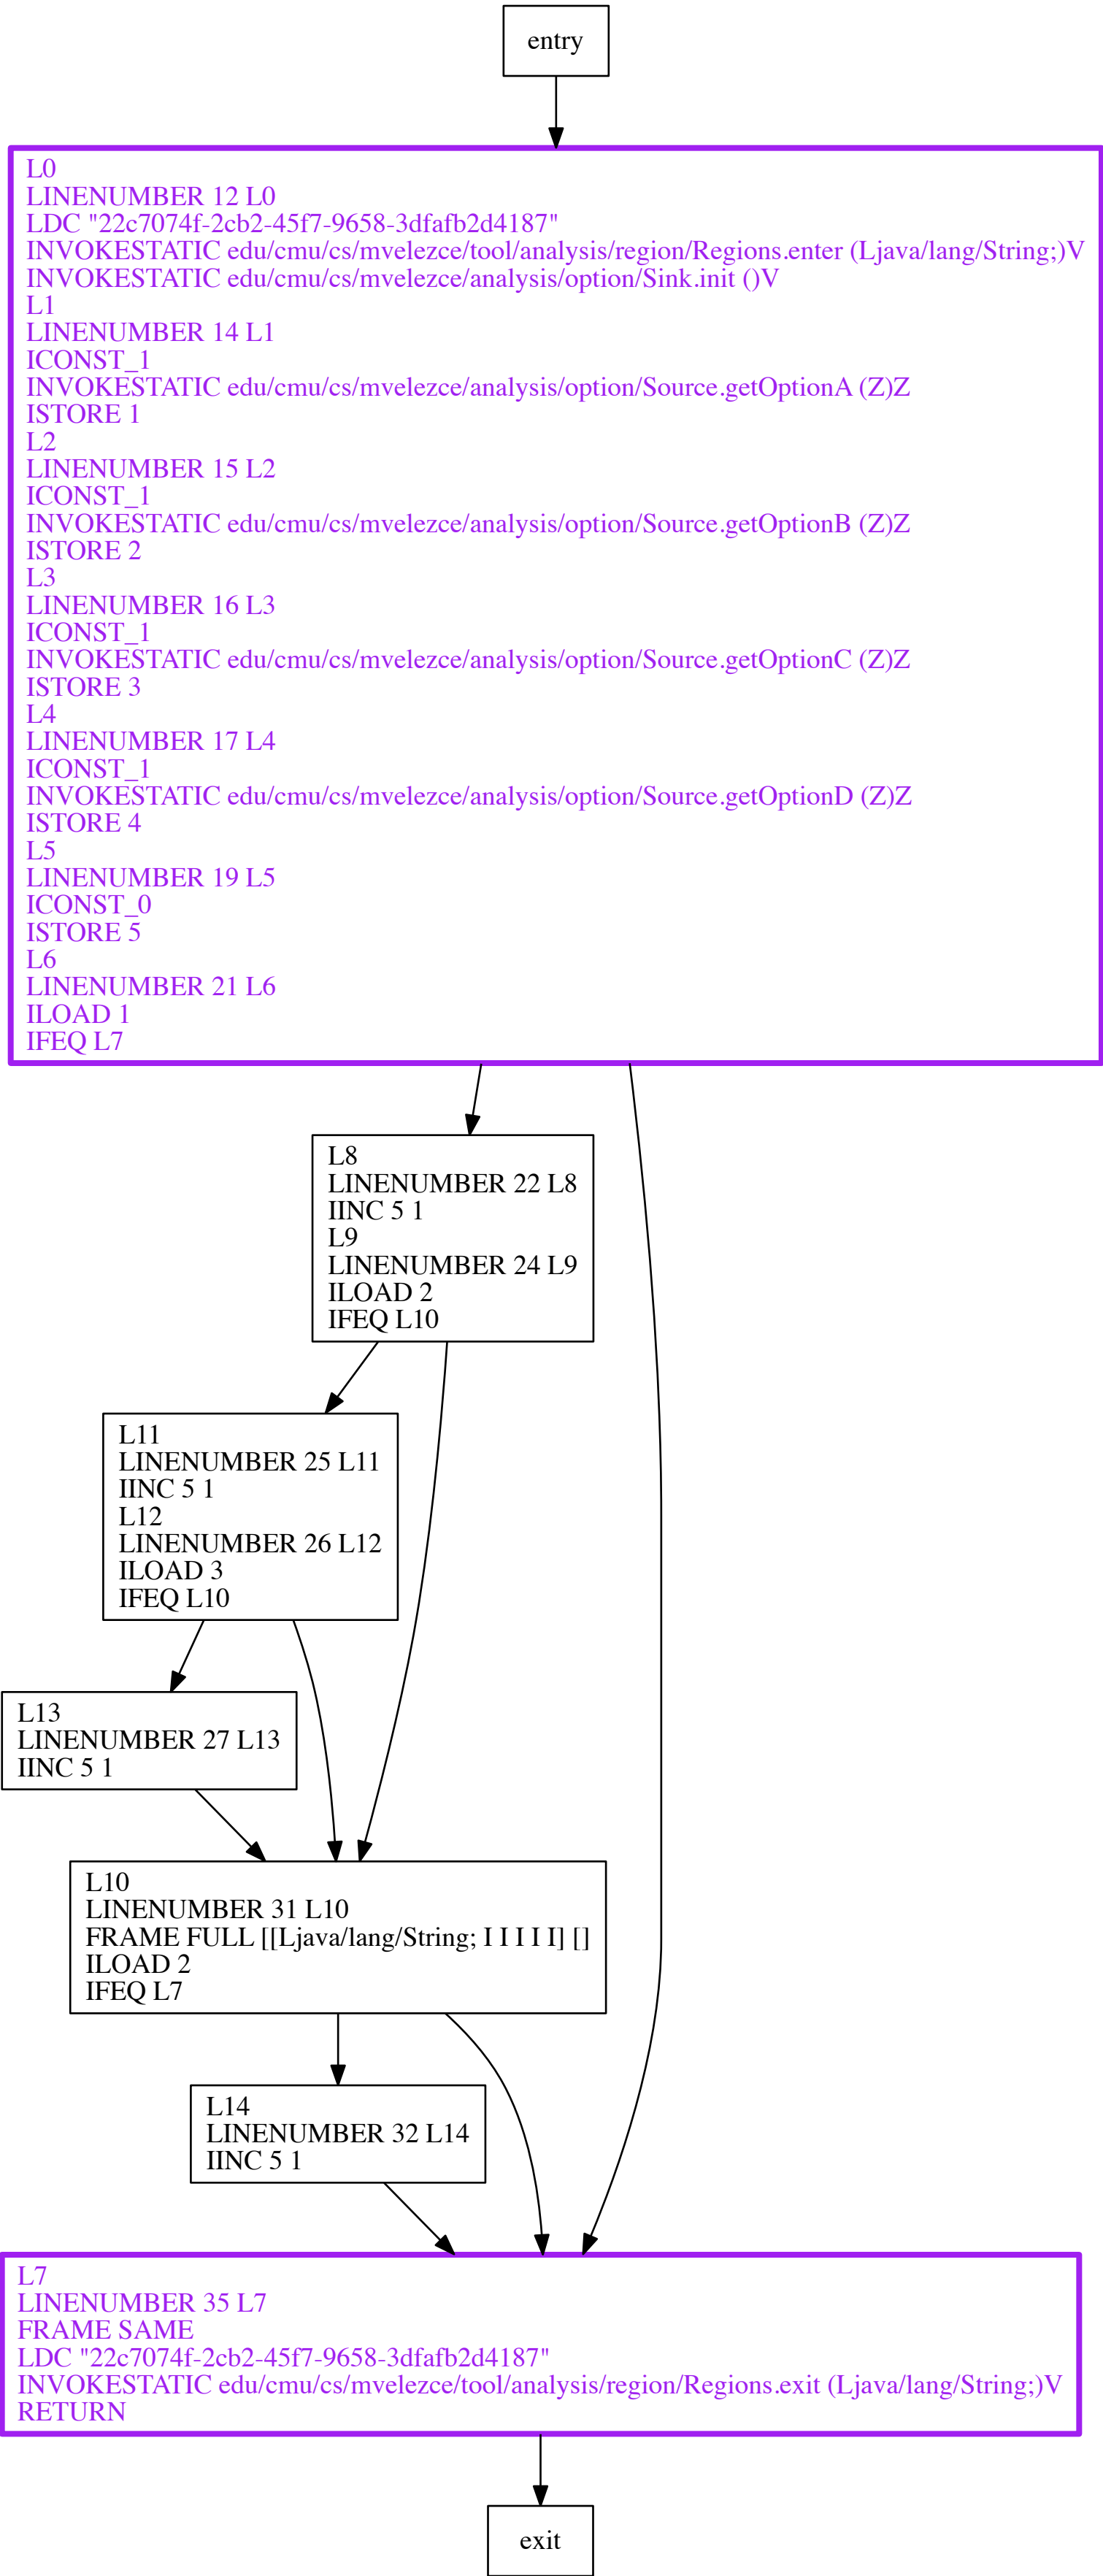 entry
L0
LINENUMBER 12 L0
LDC "22c7074f-2cb2-45f7-9658-3dfafb2d4187"
INVOKESTATIC edu/cmu/cs/mvelezce/tool/analysis/region/Regions.enter (Ljava/lang/String;)V
INVOKESTATIC edu/cmu/cs/mvelezce/analysis/option/Sink.init ()V
L1
LINENUMBER 14 L1
ICONST_1
INVOKESTATIC edu/cmu/cs/mvelezce/analysis/option/Source.getOptionA (Z)Z
ISTORE 1
L2
LINENUMBER 15 L2
ICONST_1
INVOKESTATIC edu/cmu/cs/mvelezce/analysis/option/Source.getOptionB (Z)Z
ISTORE 2
L3
LINENUMBER 16 L3
ICONST_1
INVOKESTATIC edu/cmu/cs/mvelezce/analysis/option/Source.getOptionC (Z)Z
ISTORE 3
L4
LINENUMBER 17 L4
ICONST_1
INVOKESTATIC edu/cmu/cs/mvelezce/analysis/option/Source.getOptionD (Z)Z
ISTORE 4
L5
LINENUMBER 19 L5
ICONST_0
ISTORE 5
L6
LINENUMBER 21 L6
ILOAD 1
IFEQ L7
L8
LINENUMBER 22 L8
IINC 5 1
L9
LINENUMBER 24 L9
ILOAD 2
IFEQ L10
L11
LINENUMBER 25 L11
IINC 5 1
L12
LINENUMBER 26 L12
ILOAD 3
IFEQ L10
L13
LINENUMBER 27 L13
IINC 5 1
L10
LINENUMBER 31 L10
FRAME FULL [[Ljava/lang/String; I I I I I] []
ILOAD 2
IFEQ L7
L14
LINENUMBER 32 L14
IINC 5 1
L7
LINENUMBER 35 L7
FRAME SAME
LDC "22c7074f-2cb2-45f7-9658-3dfafb2d4187"
INVOKESTATIC edu/cmu/cs/mvelezce/tool/analysis/region/Regions.exit (Ljava/lang/String;)V
RETURN
exit